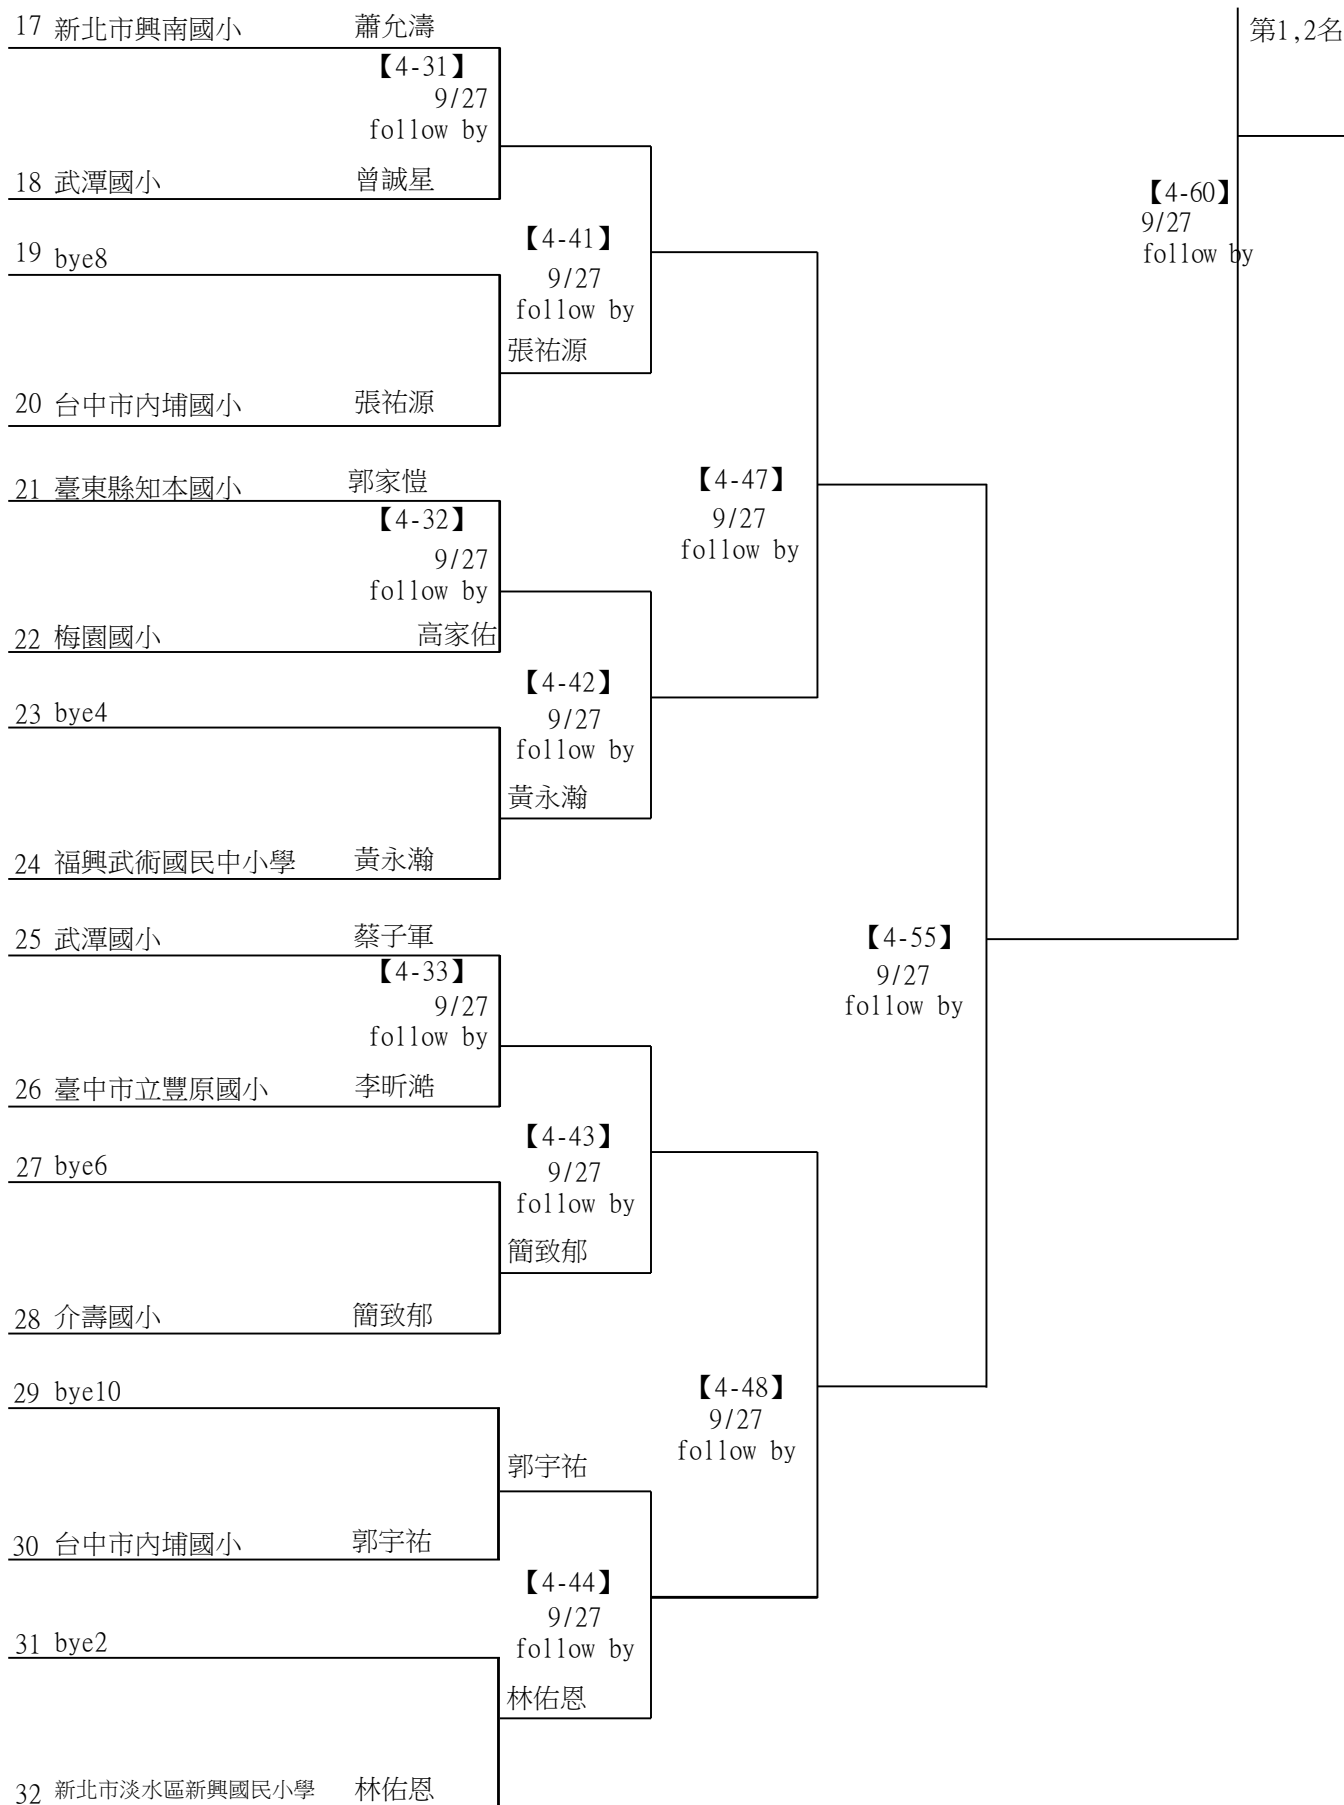 17 新北市興南國小 蕭允濤
第1,2名
【4-31】
9/27
follow by
18 武潭國小 曾誠星
【4-60】
9/27
follow by
19 bye8
【4-41】
9/27
follow by
張祐源
20 台中市內埔國小 張祐源
21 臺東縣知本國小 郭家愷
【4-32】
9/27
follow by
【4-47】
9/27
follow by
22 梅園國小 高家佑
【4-42】
9/27
follow by
23 bye4
黃永瀚
24 福興武術國民中小學 黃永瀚
25 武潭國小 蔡子軍
【4-33】
9/27
follow by
【4-55】
9/27
follow by
26 臺中市立豐原國小 李昕澔
【4-43】
9/27
follow by
27 bye6
簡致郁
28 介壽國小 簡致郁
29 bye10
【4-48】
9/27
follow by
郭宇祐
30 台中市內埔國小 郭宇祐
【4-44】
9/27
follow by
31 bye2
林佑恩
32 新北市淡水區新興國民小學 林佑恩